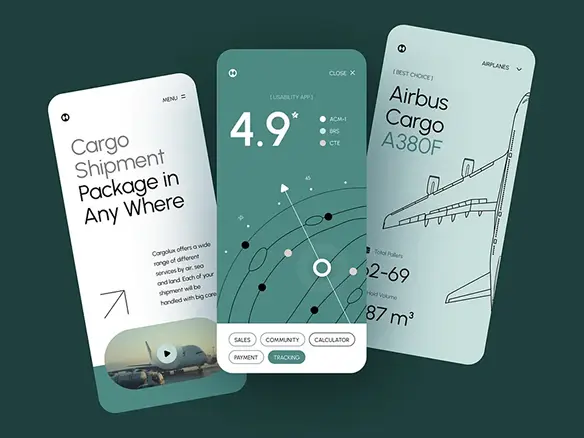 MENU
Cargo
Shipment
Package in
Any Where
Cargolux offers a wide
range of different
services by air, sea
and land. Each of your
shipment will be
handled with big care.
CLOSE
[ USABILITY APP ]
4.9
ACM-1
BRS
CTE
45
SALES
COMMUNITY
CALCULATOR
PAYMENT
TRACKING
AIRPLANES
[ BEST CHOICE ]
Airbus
Cargo
A380F
Total Pallets
2-69
Hold Volume
87 m³